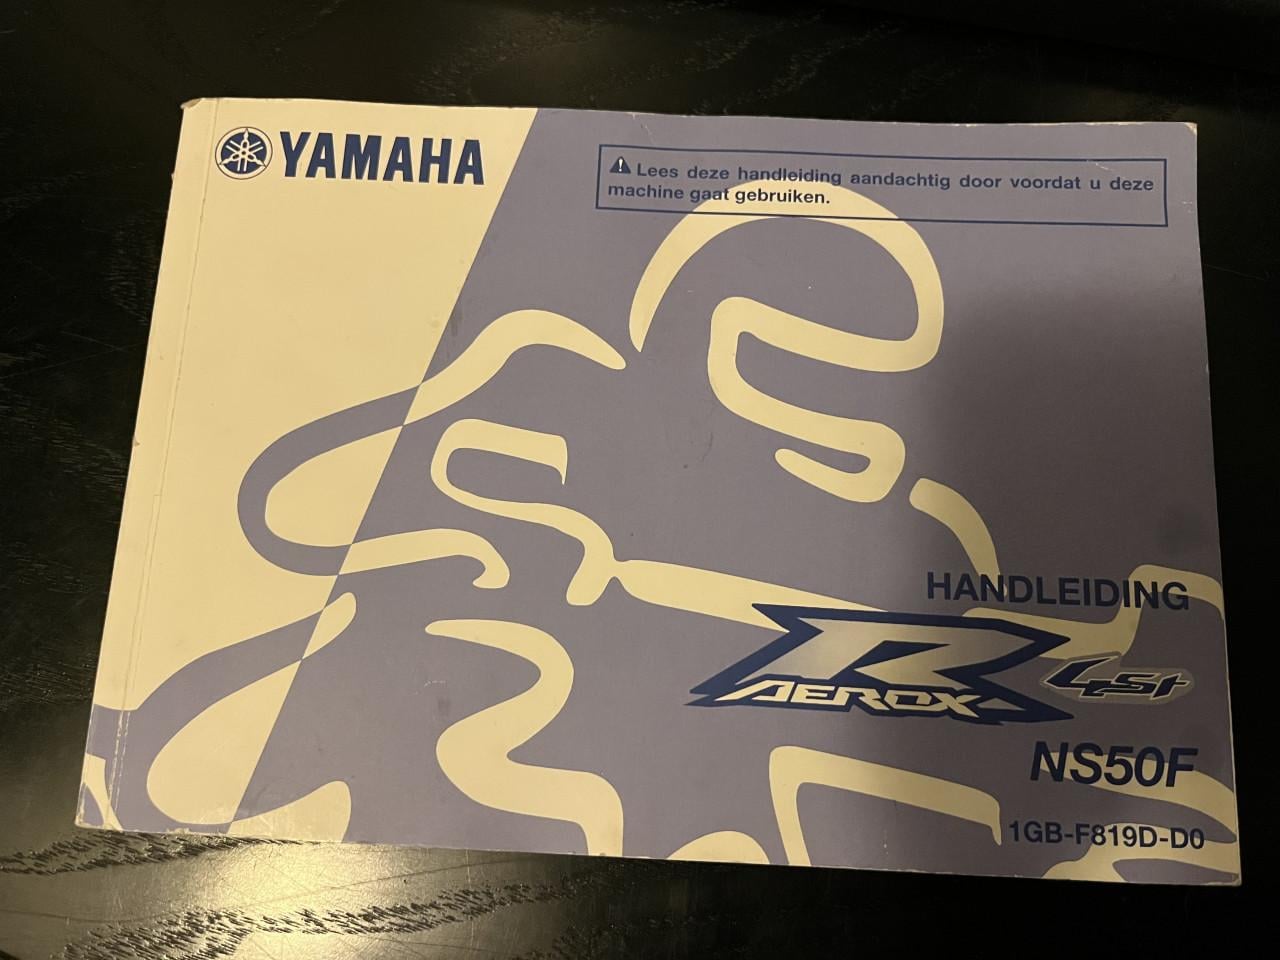 YAMAHA
⚠ Lees deze handleiding aandachtig door voordat u deze
machine gaat gebruiken.
HANDLEIDING
R
AEROX 4St
NS50F
1GB-F819D-D0